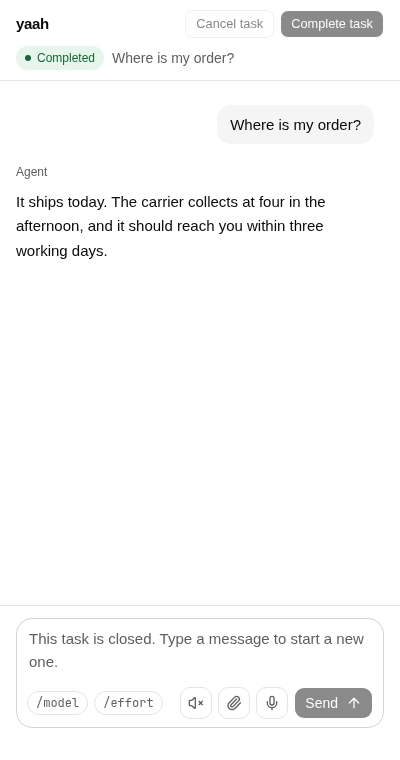 yaah
Cancel task
Complete task
Completed
Where is my order?
Where is my order?
Agent
It ships today. The carrier collects at four in the
afternoon, and it should reach you within three
working days.
This task is closed. Type a message to start a new
one.
/model
/effort
Send